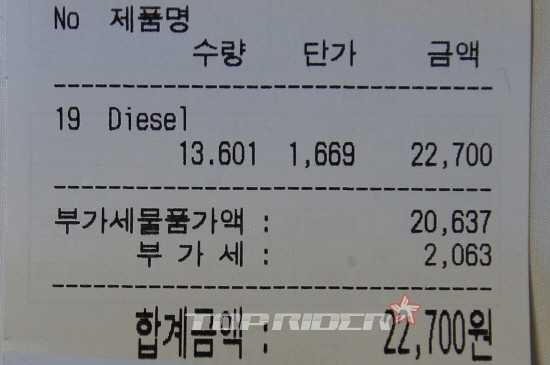 No 제품명
수량 단가 금액
19 Diesel
13.601 1,669 22,700
부가세물품가액 : 20,637
부 가 세 : 2,063
합계금액 : 22,700원
TOP RIDER